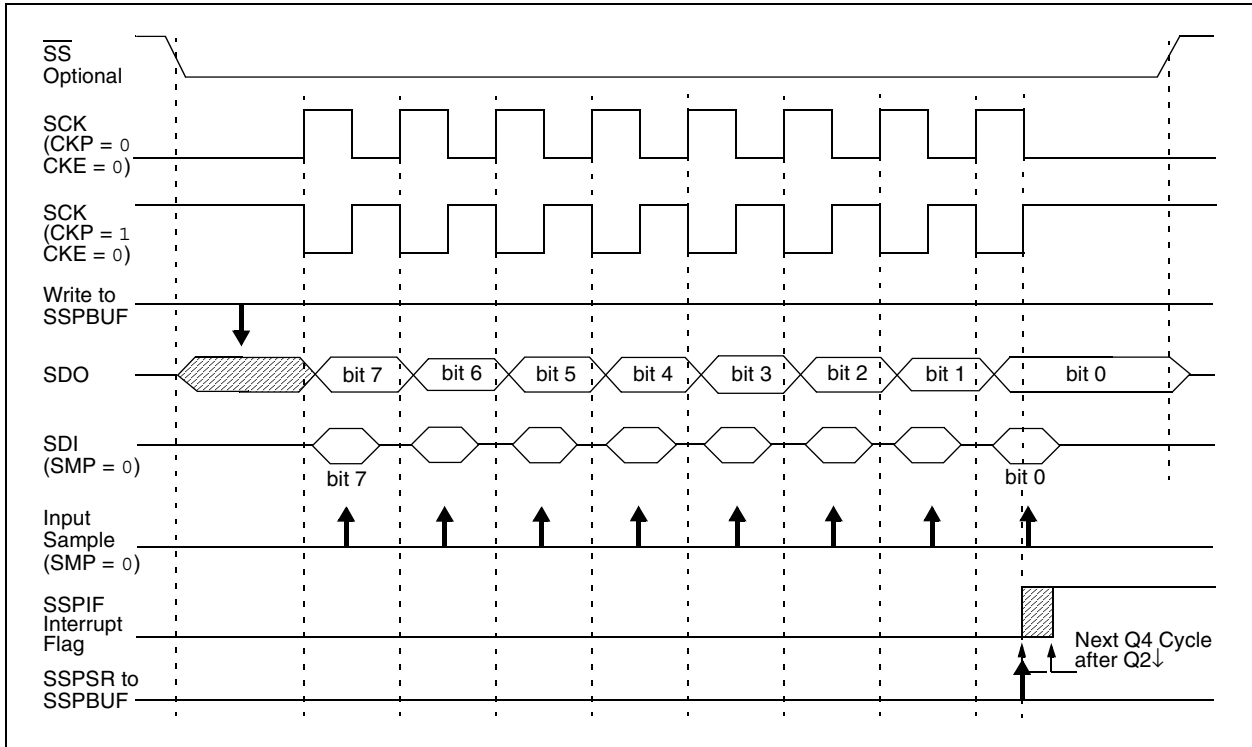 SS
Optional
SCK
(CKP = 0
CKE = 0)
SCK
(CKP = 1
CKE = 0)
Write to
SSPBUF
SDO
bit 7
bit 6
bit 5
bit 4
bit 3
bit 2
bit 1
bit 0
SDI
(SMP = 0)
bit 7
bit 0
Input
Sample
(SMP = 0)
SSPIF
Interrupt
Flag
Next Q4 Cycle
after Q2↓
SSPSR to
SSPBUF